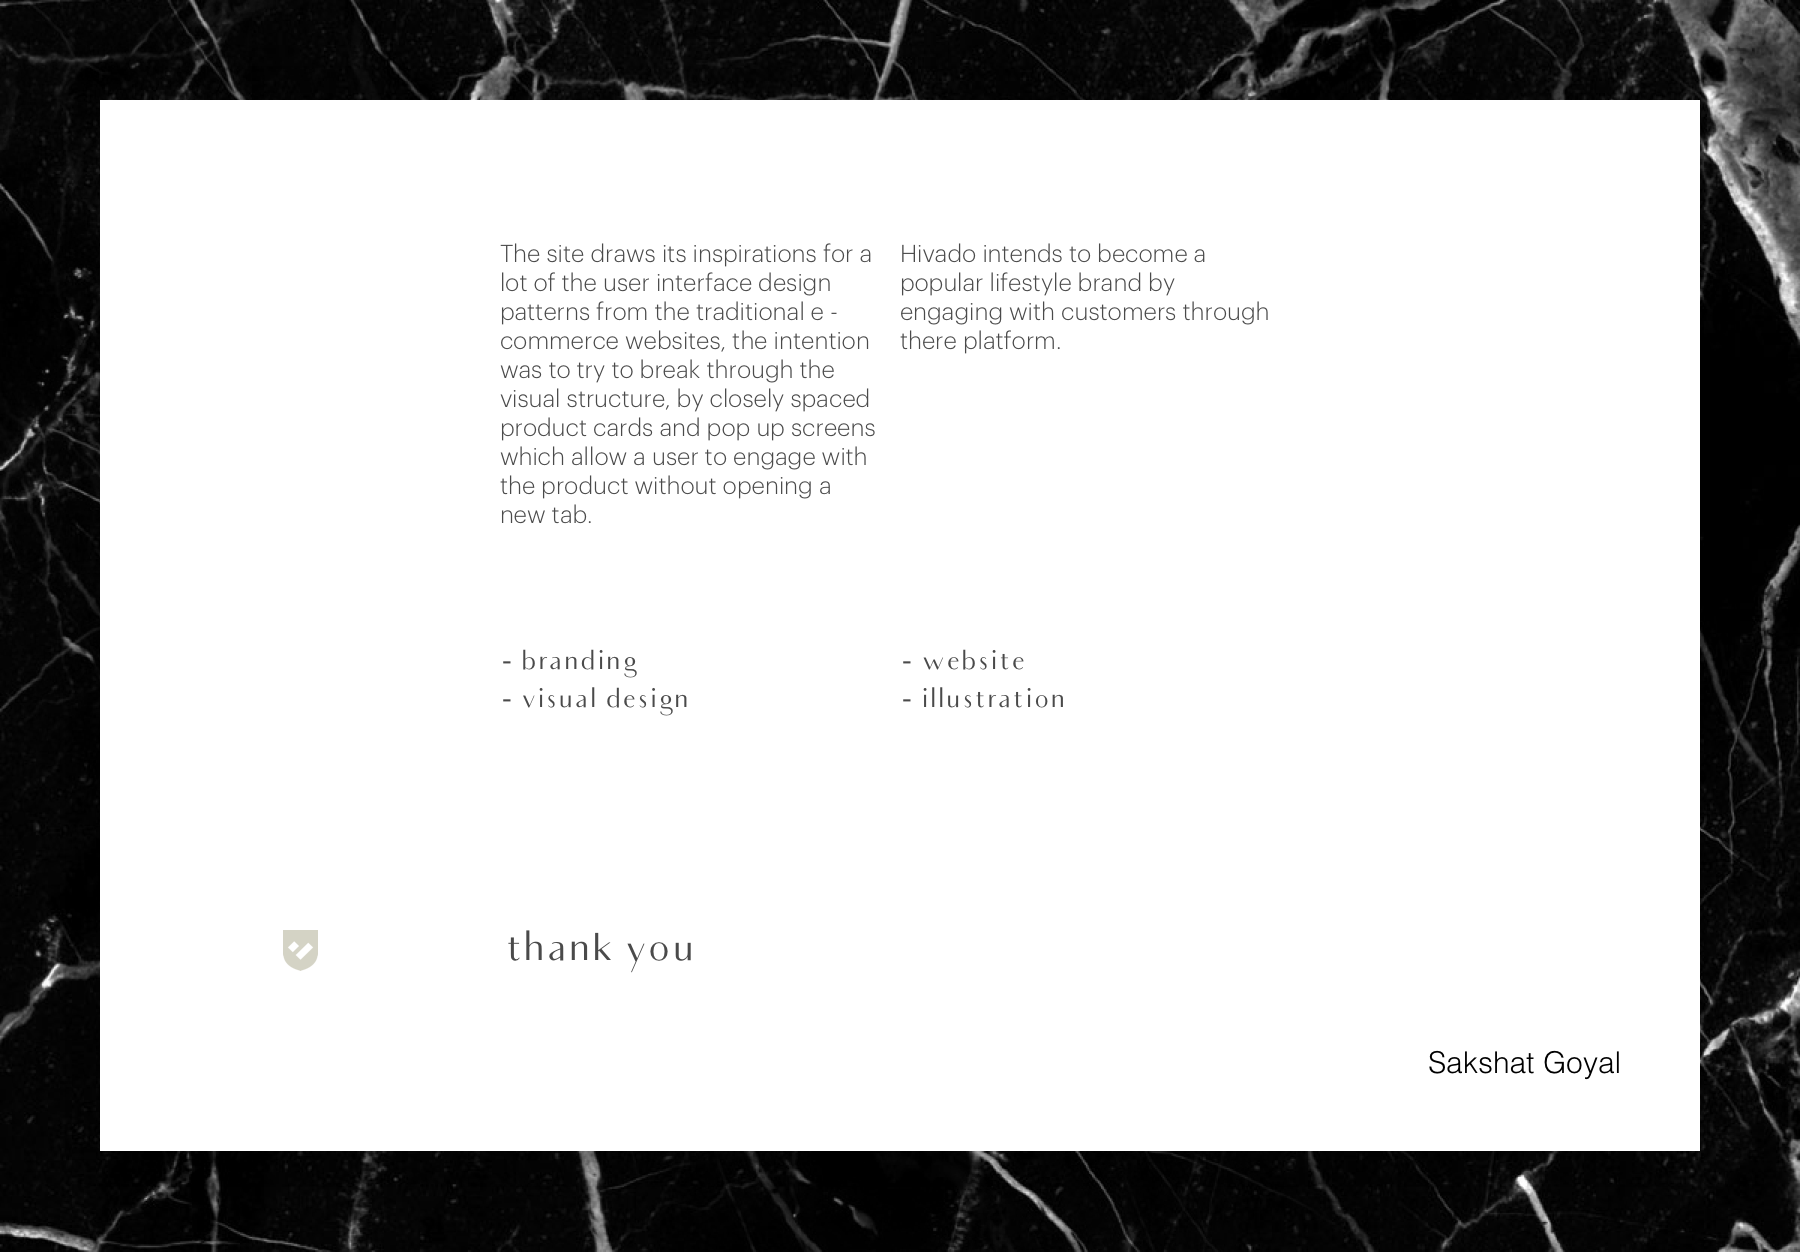 The site draws its inspirations for a
lot of the user interface design
patterns from the traditional e -
commerce websites, the intention
was to try to break through the
visual structure, by closely spaced
product cards and pop up screens
which allow a user to engage with
the product without opening a
new tab.
Hivado intends to become a
popular lifestyle brand by
engaging with customers through
there platform.
- branding
- visual design
- website
- illustration
thank you
Sakshat Goyal